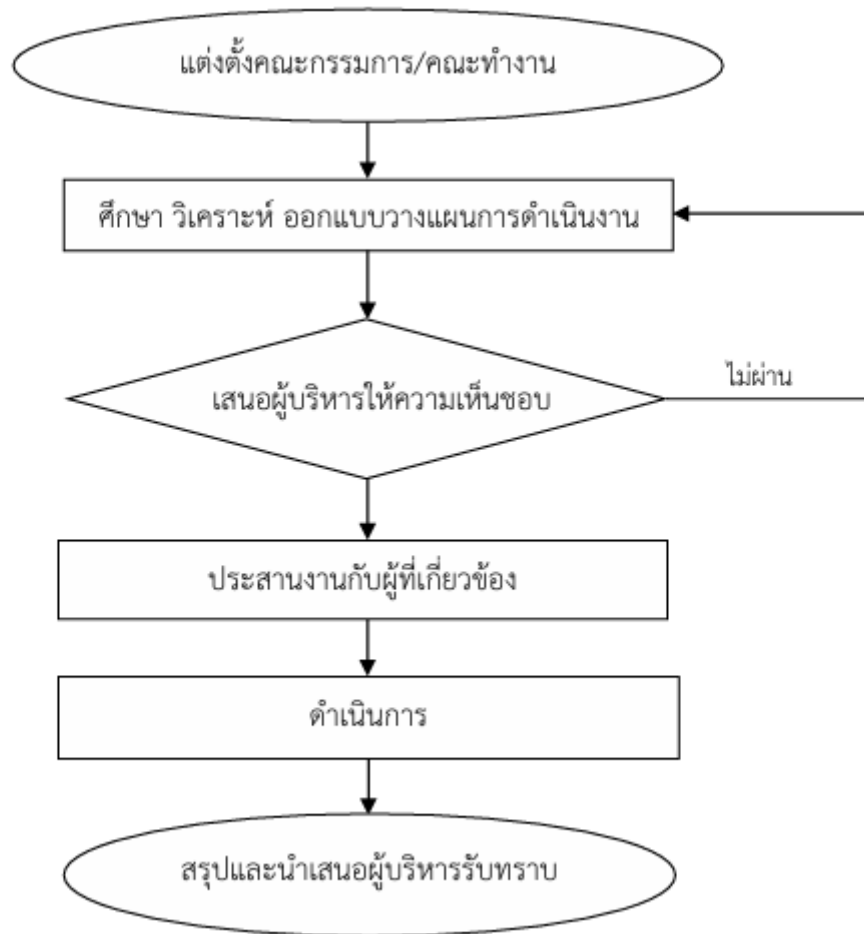 แต่งตั้งคณะกรรมการ/คณะทำงาน
ศึกษา วิเคราะห์ ออกแบบวางแผนการดำเนินงาน
เสนอผู้บริหารให้ความเห็นชอบ
ไม่ผ่าน
ประสานงานกับผู้ที่เกี่ยวข้อง
ดำเนินการ
สรุปและนำเสนอผู้บริหารรับทราบ